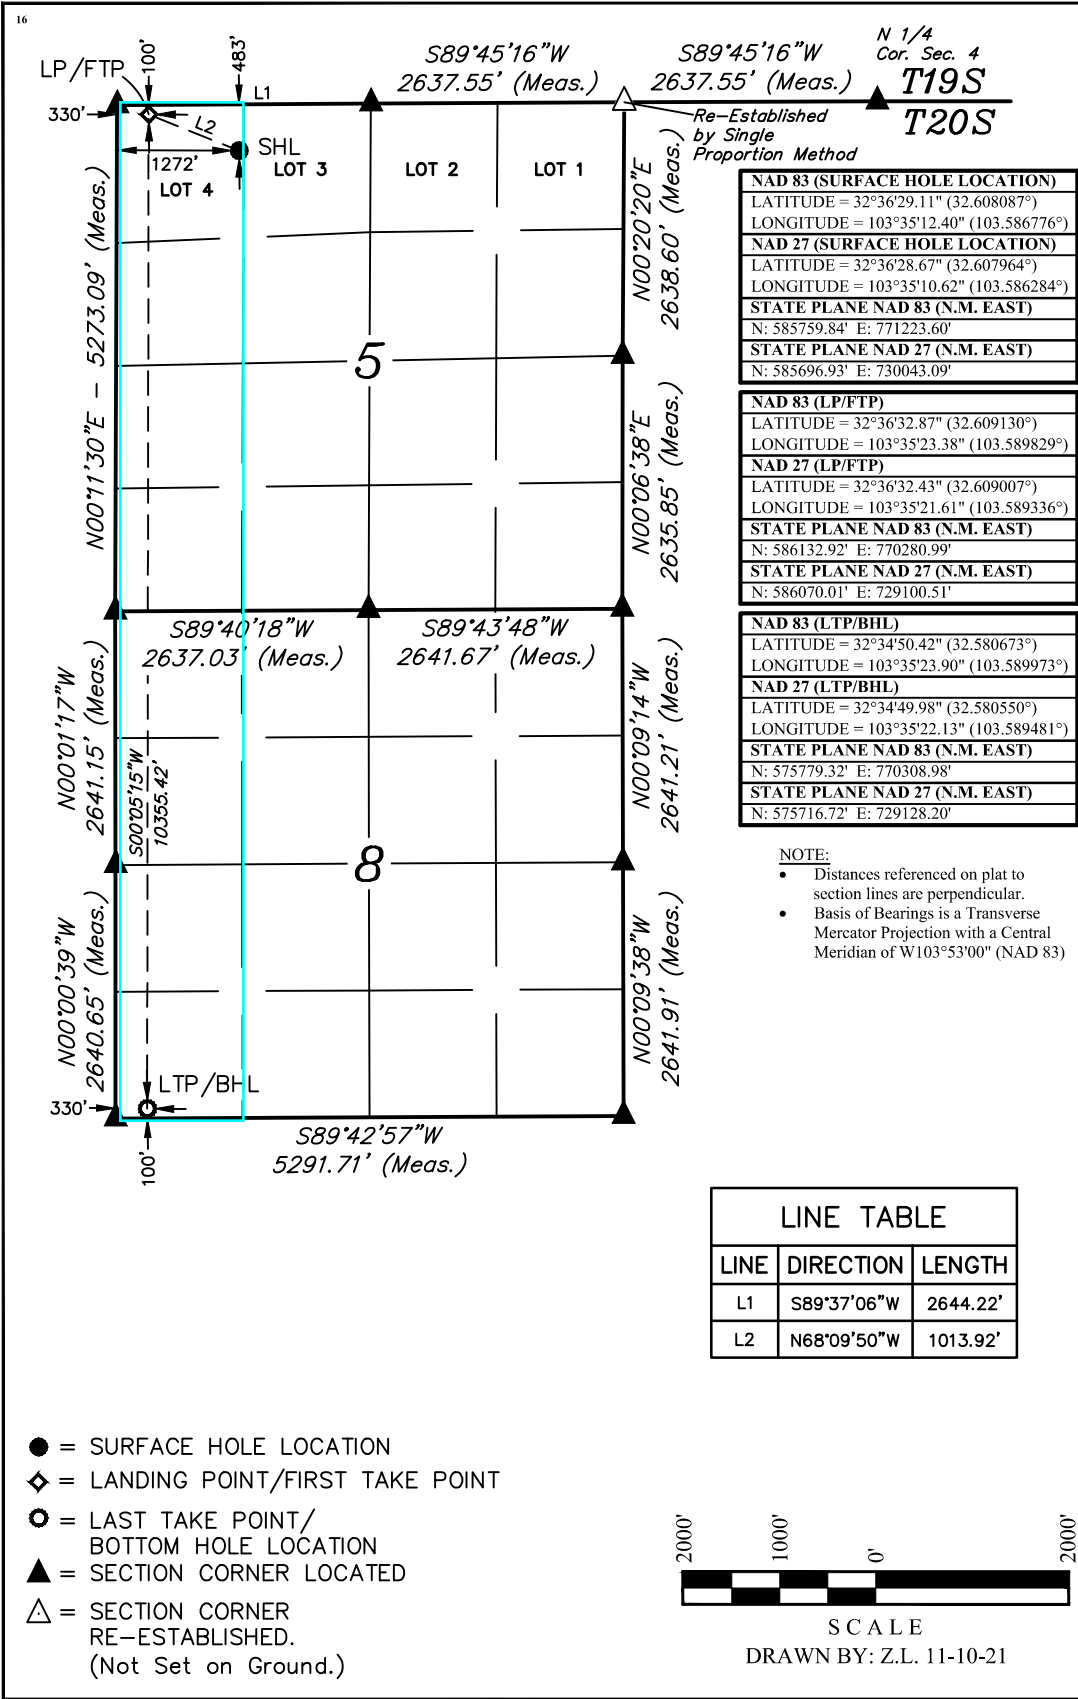 16
LP/FTP
100'
483'
L1
330'
L2
SHL
1272'
LOT 4
LOT 3
LOT 2
LOT 1
S89°45'16"W
2637.55' (Meas.)
S89°45'16"W
2637.55' (Meas.)
N 1/4
Cor. Sec. 4
T19S
T20S
Re-Established
by Single
Proportion Method
N00°11'30"E - 5273.09' (Meas.)
N00°20'20"E
2638.60' (Meas.)
5
N00°06'38"E
2635.85' (Meas.)
S89°40'18"W
2637.03' (Meas.)
S89°43'48"W
2641.67' (Meas.)
N00°01'17"W
2641.15' (Meas.)
S00°05'15"W
10355.42'
N00°09'14"W
2641.21' (Meas.)
8
N00°00'39"W
2640.65' (Meas.)
N00°09'38"W
2641.91' (Meas.)
LTP/BHL
330'
100'
S89°42'57"W
5291.71' (Meas.)
NAD 83 (SURFACE HOLE LOCATION)
LATITUDE = 32°36'29.11" (32.608087°)
LONGITUDE = 103°35'12.40" (103.586776°)
NAD 27 (SURFACE HOLE LOCATION)
LATITUDE = 32°36'28.67" (32.607964°)
LONGITUDE = 103°35'10.62" (103.586284°)
STATE PLANE NAD 83 (N.M. EAST)
N: 585759.84' E: 771223.60'
STATE PLANE NAD 27 (N.M. EAST)
N: 585696.93' E: 730043.09'
NAD 83 (LP/FTP)
LATITUDE = 32°36'32.87" (32.609130°)
LONGITUDE = 103°35'23.38" (103.589829°)
NAD 27 (LP/FTP)
LATITUDE = 32°36'32.43" (32.609007°)
LONGITUDE = 103°35'21.61" (103.589336°)
STATE PLANE NAD 83 (N.M. EAST)
N: 586132.92' E: 770280.99'
STATE PLANE NAD 27 (N.M. EAST)
N: 586070.01' E: 729100.51'
NAD 83 (LTP/BHL)
LATITUDE = 32°34'50.42" (32.580673°)
LONGITUDE = 103°35'23.90" (103.589973°)
NAD 27 (LTP/BHL)
LATITUDE = 32°34'49.98" (32.580550°)
LONGITUDE = 103°35'22.13" (103.589481°)
STATE PLANE NAD 83 (N.M. EAST)
N: 575779.32' E: 770308.98'
STATE PLANE NAD 27 (N.M. EAST)
N: 575716.72' E: 729128.20'
NOTE:
• Distances referenced on plat to
section lines are perpendicular.
• Basis of Bearings is a Transverse
Mercator Projection with a Central
Meridian of W103°53'00" (NAD 83)
LINE TABLE
LINE DIRECTION LENGTH
L1 S89°37'06"W 2644.22'
L2 N68°09'50"W 1013.92'
= SURFACE HOLE LOCATION
= LANDING POINT/FIRST TAKE POINT
= LAST TAKE POINT/
BOTTOM HOLE LOCATION
= SECTION CORNER LOCATED
= SECTION CORNER
RE-ESTABLISHED.
(Not Set on Ground.)
2000' 1000' 0' 2000'
SCALE
DRAWN BY: Z.L. 11-10-21